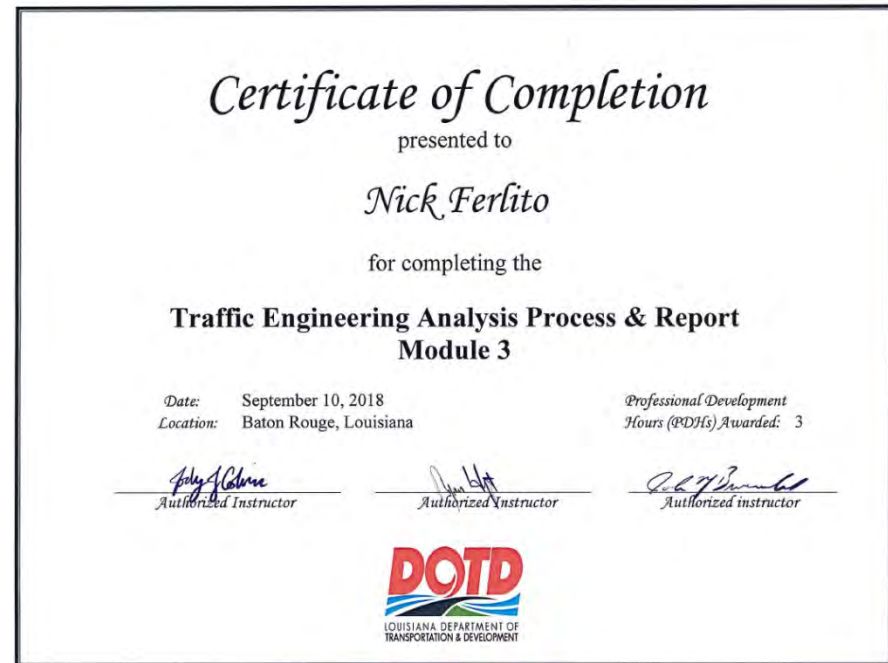 Certificate of Completion
presented to
Nick Ferlito
for completing the
Traffic Engineering Analysis Process & Report
Module 3
Date: September 10, 2018
Location: Baton Rouge, Louisiana
Professional Development
Hours (PDHs) Awarded: 3
Authorized Instructor
Authorized Instructor
Authorized instructor
DOTD
LOUISIANA DEPARTMENT OF
TRANSPORTATION & DEVELOPMENT